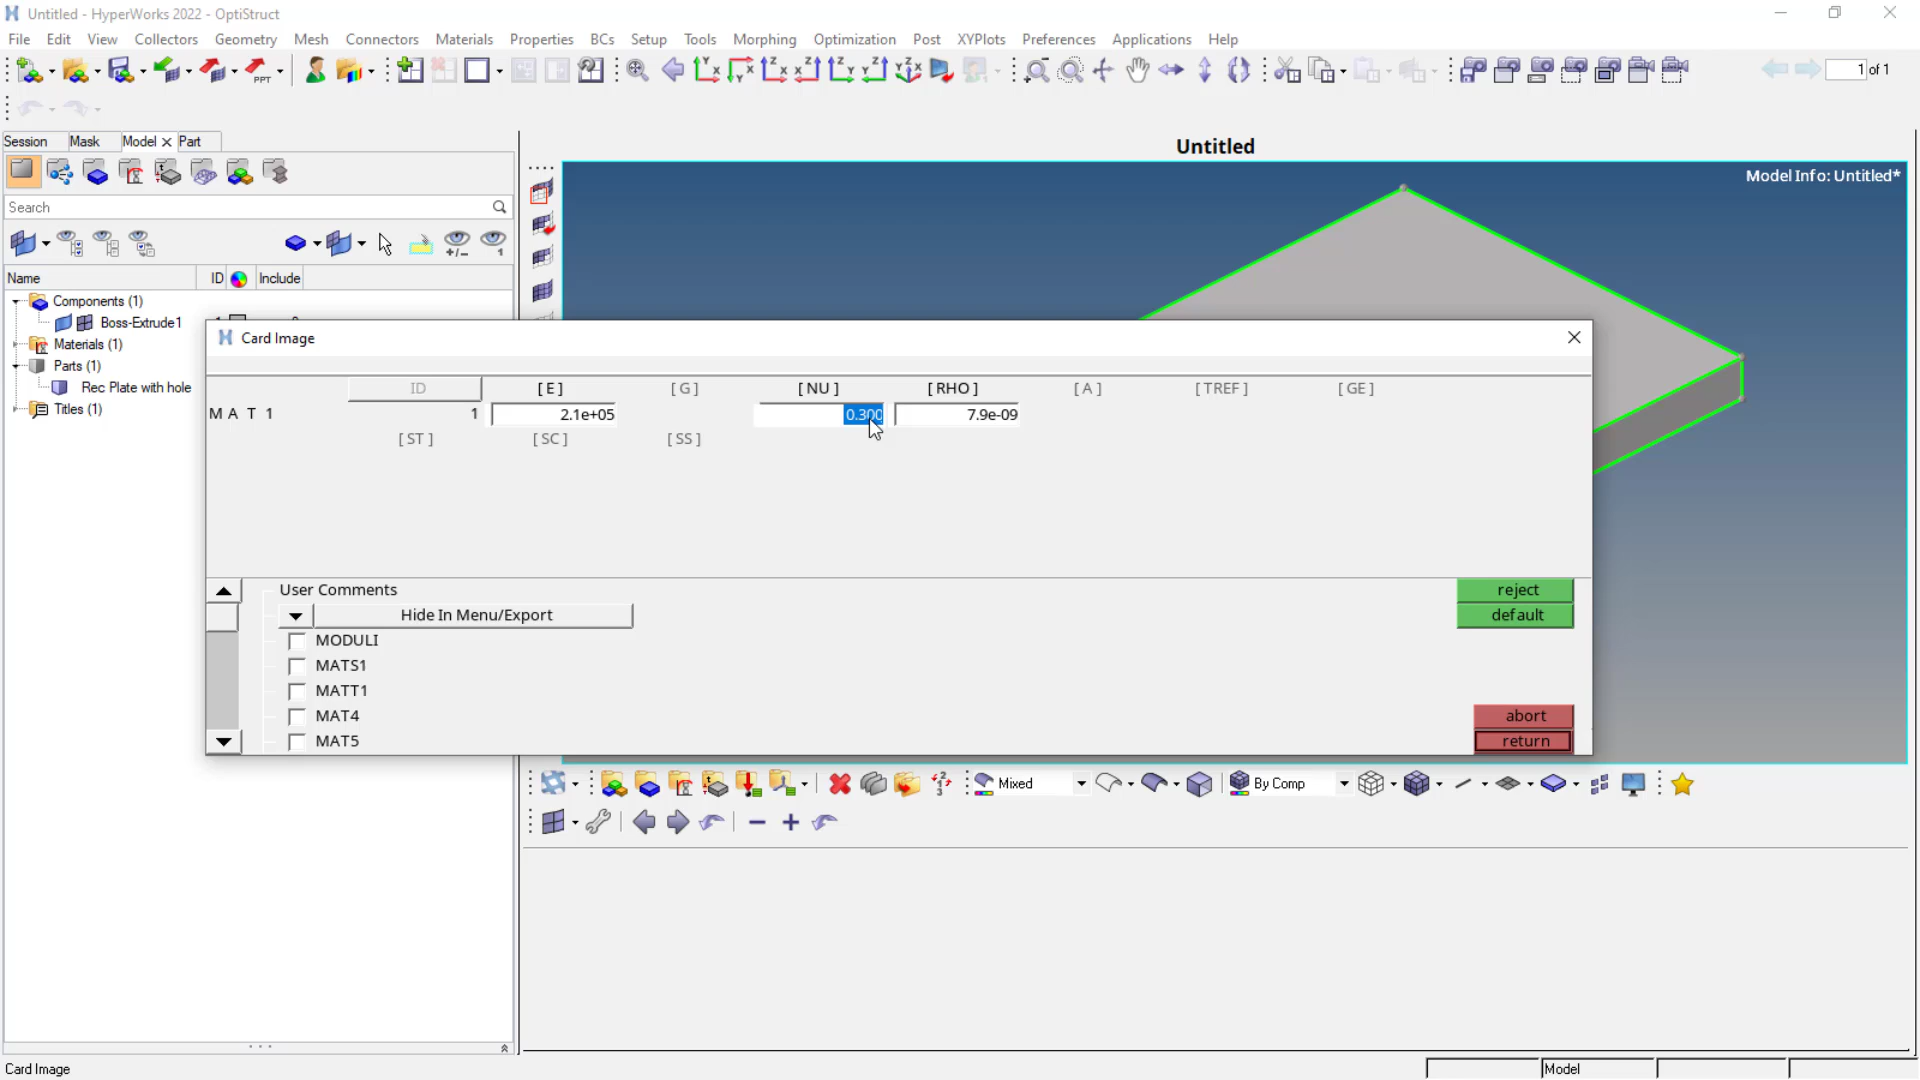 Untitled - HyperWorks 2022 - OptiStruct
File Edit View Collectors Geometry Mesh Connectors Materials Properties BCs Setup Tools Morphing Optimization Post XYPlots Preferences Applications Help
1 of 1
Session Mask Model Part
Untitled
Model Info: Untitled*
Search
Name ID Include
Components (1)
Boss-Extrude1
Materials (1)
Parts (1)
Rec Plate with hole
Titles (1)
Card Image
ID [E] [G] [NU] [RHO] [A] [TREF] [GE]
MAT1 1 2.1e+05 0.300 7.9e-09
[ST] [SC] [SS]
User Comments
reject
Hide In Menu/Export
default
MODULI
MATS1
MATT1
MAT4
abort
MAT5
return
Mixed
By Comp
Card Image
Model